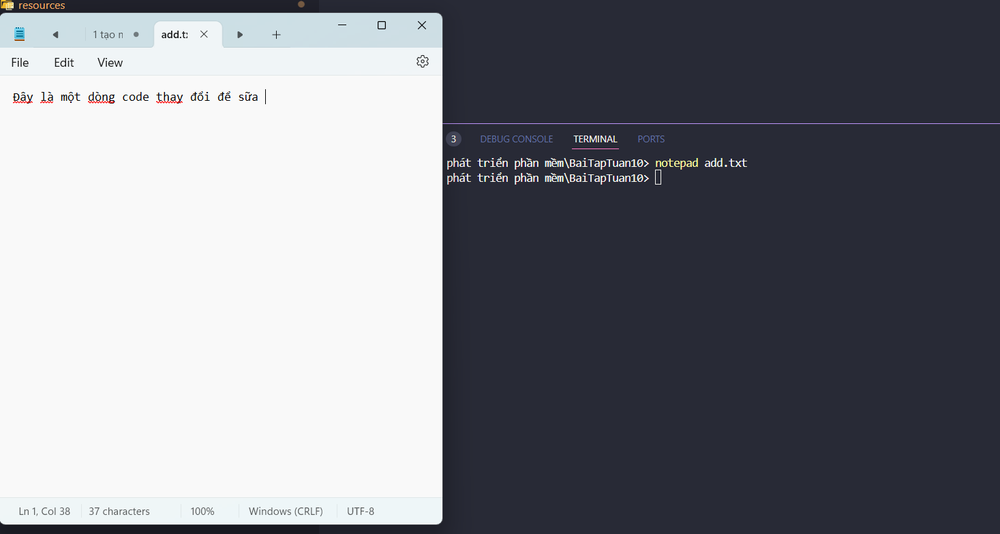 resources
1 tạo n
add.tx
File Edit View
Đây là một dòng code thay đổi để sữa
Ln 1, Col 38 37 characters 100% Windows (CRLF) UTF-8
3 DEBUG CONSOLE TERMINAL PORTS
phát triển phần mềm\BaiTapTuan10> notepad add.txt
phát triển phần mềm\BaiTapTuan10>